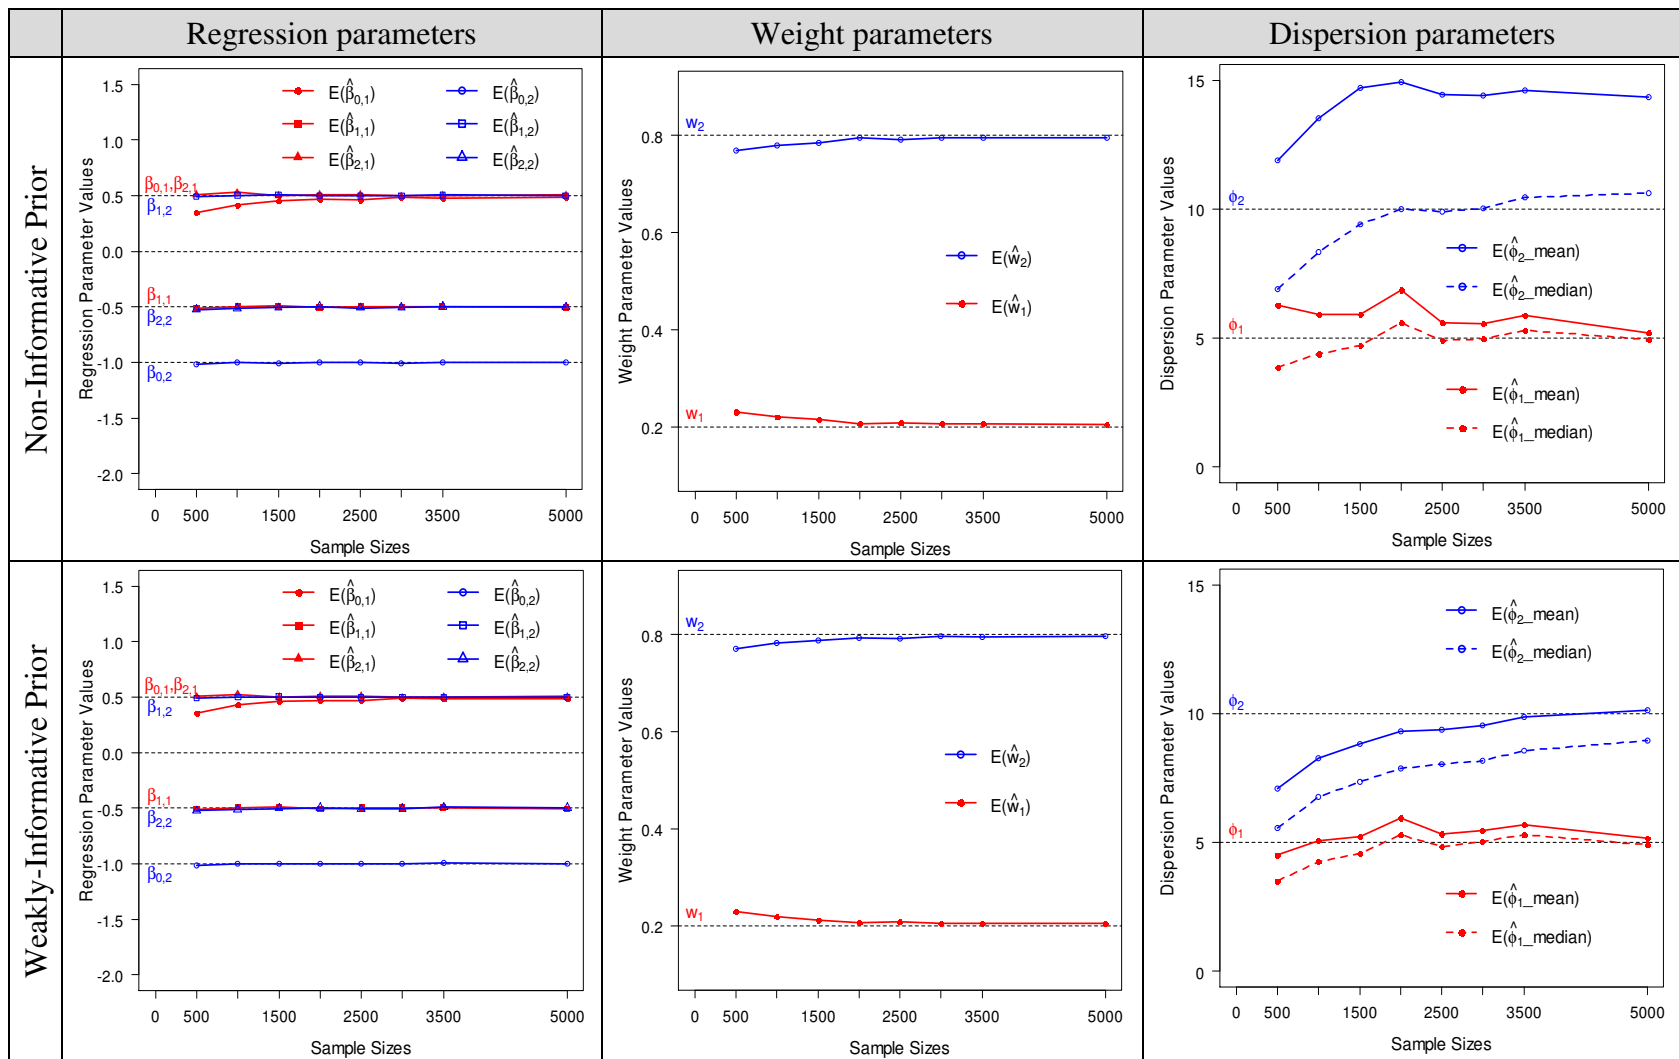 Regression parameters
Weight parameters
Dispersion parameters
Non-Informative Prior
Regression Parameter Values
1.5
1.0
0.5
0.0
-0.5
-1.0
-1.5
-2.0
E(β̂0,1)
E(β̂1,1)
E(β̂2,1)
E(β̂0,2)
E(β̂1,2)
E(β̂2,2)
β0,1,β2,1
β1,2
β1,1
β2,2
β0,2
0 500 1500 2500 3500 5000
Sample Sizes
Weight Parameter Values
0.8
0.6
0.4
0.2
w2
w1
E(ŵ2)
E(ŵ1)
0 500 1500 2500 3500 5000
Sample Sizes
Dispersion Parameter Values
15
10
5
0
ϕ2
ϕ1
E(ϕ̂2_mean)
E(ϕ̂2_median)
E(ϕ̂1_mean)
E(ϕ̂1_median)
0 500 1500 2500 3500 5000
Sample Sizes
Weakly-Informative Prior
Regression Parameter Values
1.5
1.0
0.5
0.0
-0.5
-1.0
-1.5
-2.0
E(β̂0,1)
E(β̂1,1)
E(β̂2,1)
E(β̂0,2)
E(β̂1,2)
E(β̂2,2)
β0,1,β2,1
β1,2
β1,1
β2,2
β0,2
0 500 1500 2500 3500 5000
Sample Sizes
Weight Parameter Values
0.8
0.6
0.4
0.2
w2
w1
E(ŵ2)
E(ŵ1)
0 500 1500 2500 3500 5000
Sample Sizes
Dispersion Parameter Values
15
10
5
0
ϕ2
ϕ1
E(ϕ̂2_mean)
E(ϕ̂2_median)
E(ϕ̂1_mean)
E(ϕ̂1_median)
0 500 1500 2500 3500 5000
Sample Sizes